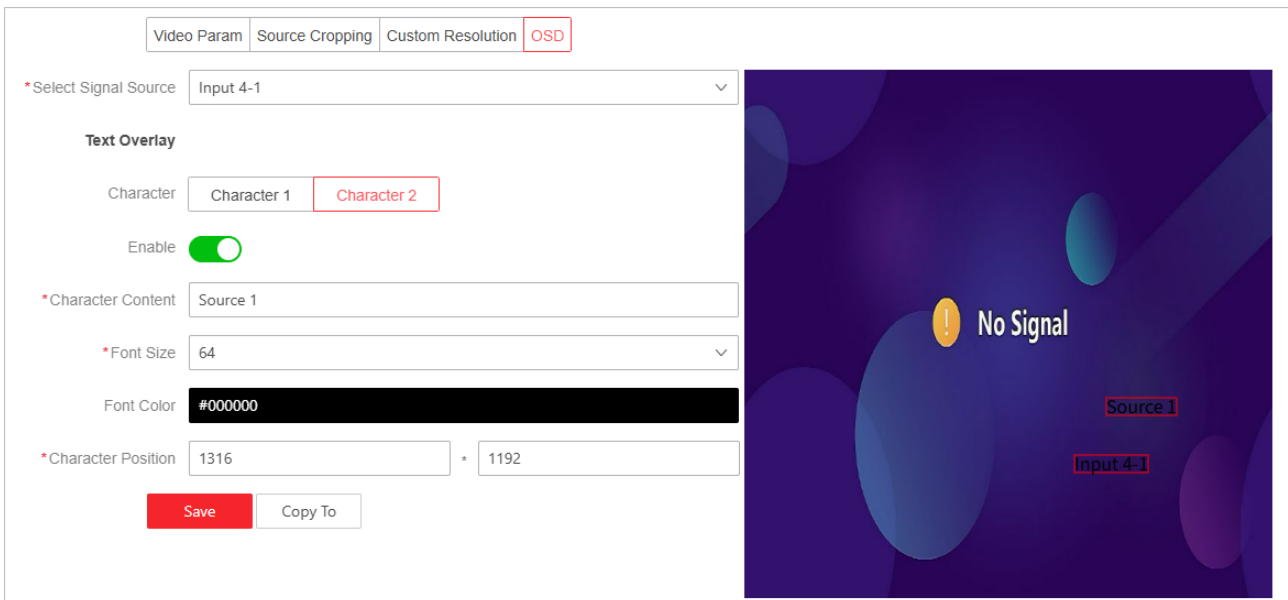 Video Param Source Cropping Custom Resolution OSD
*Select Signal Source Input 4-1
Text Overlay
Character Character 1 Character 2
Enable
*Character Content Source 1
*Font Size 64
Font Color #000000
*Character Position 1316 * 1192
Save Copy To
! No Signal
Source 1
Input 4-1